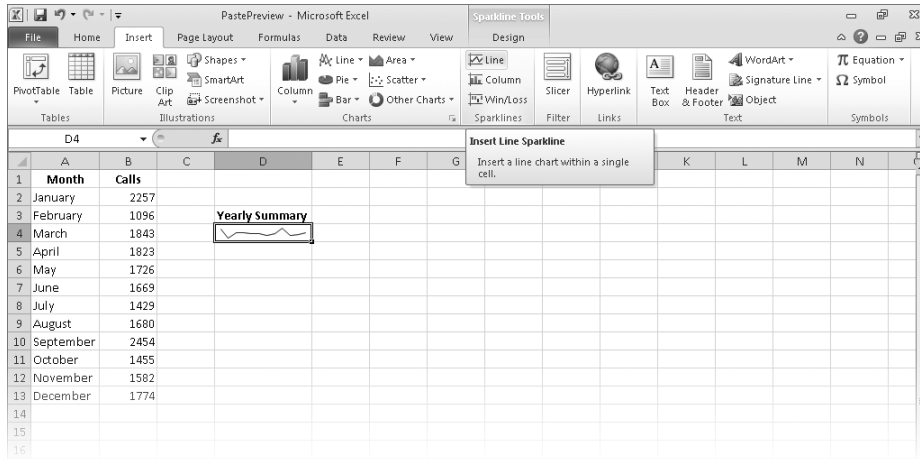 PastePreview - Microsoft Excel
Sparkline Tools
File Home Insert Page Layout Formulas Data Review View Design
PivotTable Table Picture Clip Art Shapes SmartArt Screenshot Column Line Pie Bar Area Scatter Other Charts Line Column Win/Loss Slicer Hyperlink Text Box Header & Footer WordArt Signature Line Object Equation Symbol
Tables Illustrations Charts Sparklines Filter Links Text Symbols
D4 fx
Insert Line Sparkline
Insert a line chart within a single
cell.
A B C D E F G K L M N
1 Month Calls
2 January 2257
3 February 1096 Yearly Summary
4 March 1843
5 April 1823
6 May 1726
7 June 1669
8 July 1429
9 August 1680
10 September 2454
11 October 1455
12 November 1582
13 December 1774
14
15
16